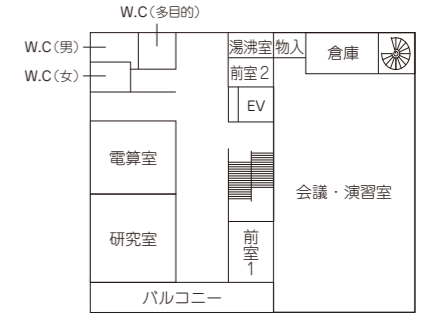 W.C(多目的)
W.C(男)
W.C(女)
湯沸室
物入
倉庫
前室2
EV
電算室
会議・演習室
研究室
前室1
バルコニー